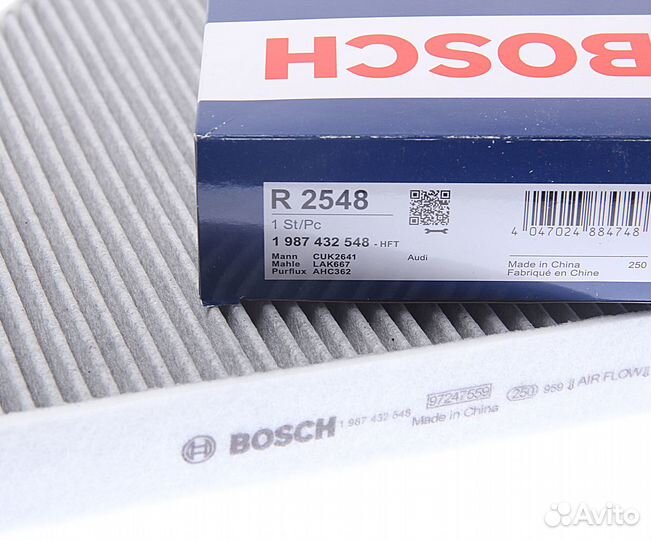 BOSCH
R 2548
1 St/Pc
1 987 432 548 - HFT
Mann CUK2641 Audi
Mahle LAK667
Purflux AHC362
4 047024 884748
Made in China 250
Fabriqué en Chine
BOSCH 1 987 432 548 97247559 250 959 AIR FLOW
Made in China
Avito